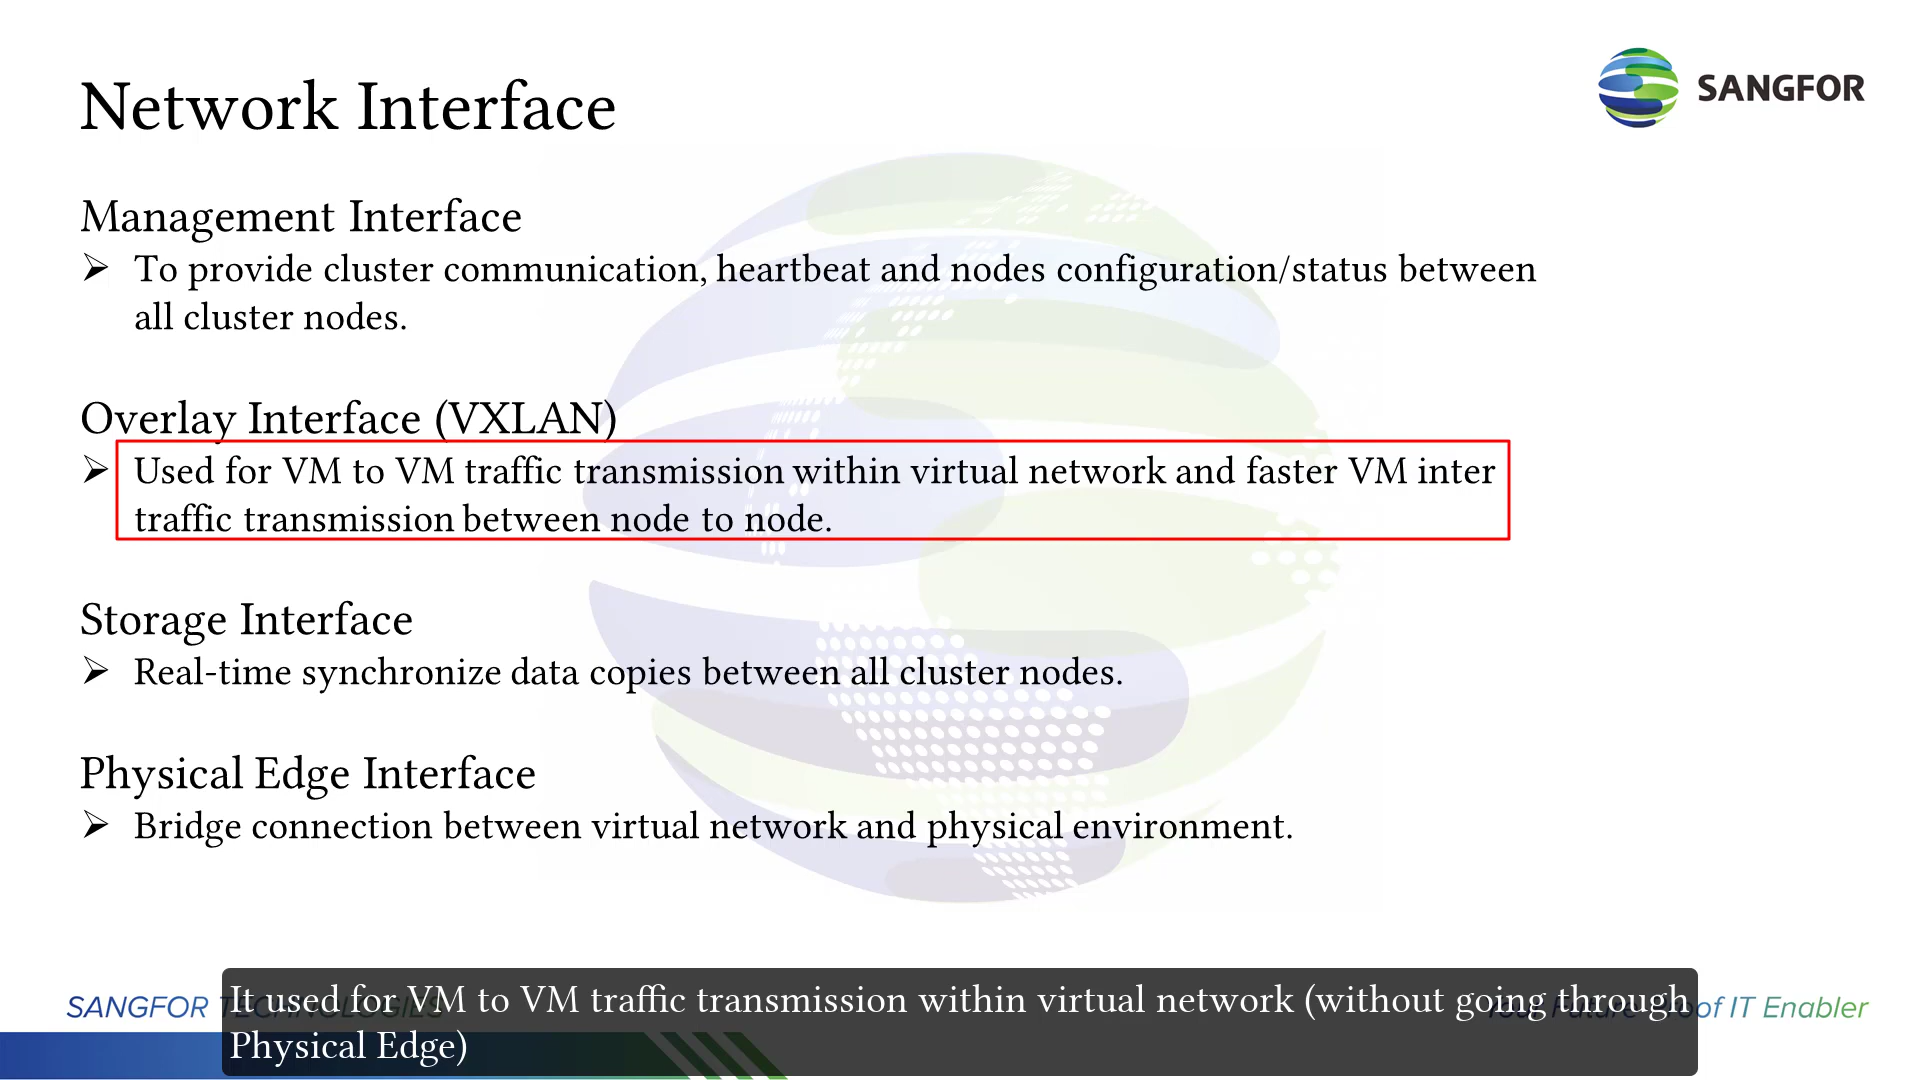 Network Interface
SANGFOR
Management Interface
➢ To provide cluster communication, heartbeat and nodes configuration/status between
all cluster nodes.
Overlay Interface (VXLAN)
➢ Used for VM to VM traffic transmission within virtual network and faster VM inter
traffic transmission between node to node.
Storage Interface
➢ Real-time synchronize data copies between all cluster nodes.
Physical Edge Interface
➢ Bridge connection between virtual network and physical environment.
SANGFOR TECHNOLOGIES
Your Future-Proof IT Enabler
It used for VM to VM traffic transmission within virtual network (without going through
Physical Edge)